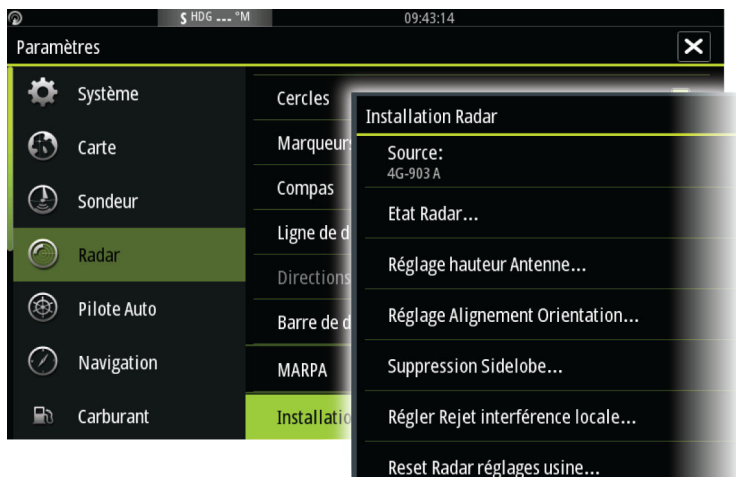 S HDG --- °M
09:43:14
Paramètres
Système
Carte
Sondeur
Radar
Pilote Auto
Navigation
Carburant
Cercles
Marqueurs
Compas
Ligne de d
Directions
Barre de d
MARPA
Installatio
Installation Radar
Source:
4G-903 A
Etat Radar...
Réglage hauteur Antenne...
Réglage Alignement Orientation...
Suppression Sidelobe...
Régler Rejet interférence locale...
Reset Radar réglages usine...